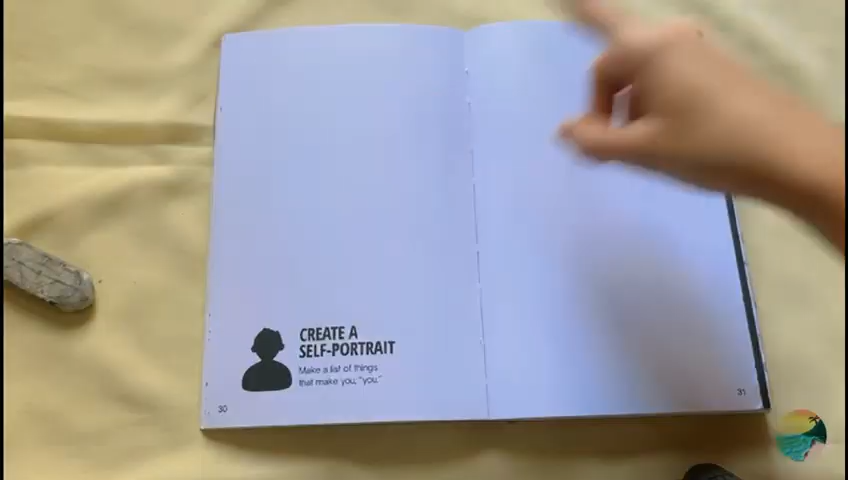 CREATE A
SELF-PORTRAIT
Make a list of things
that make you, "you."
30
31